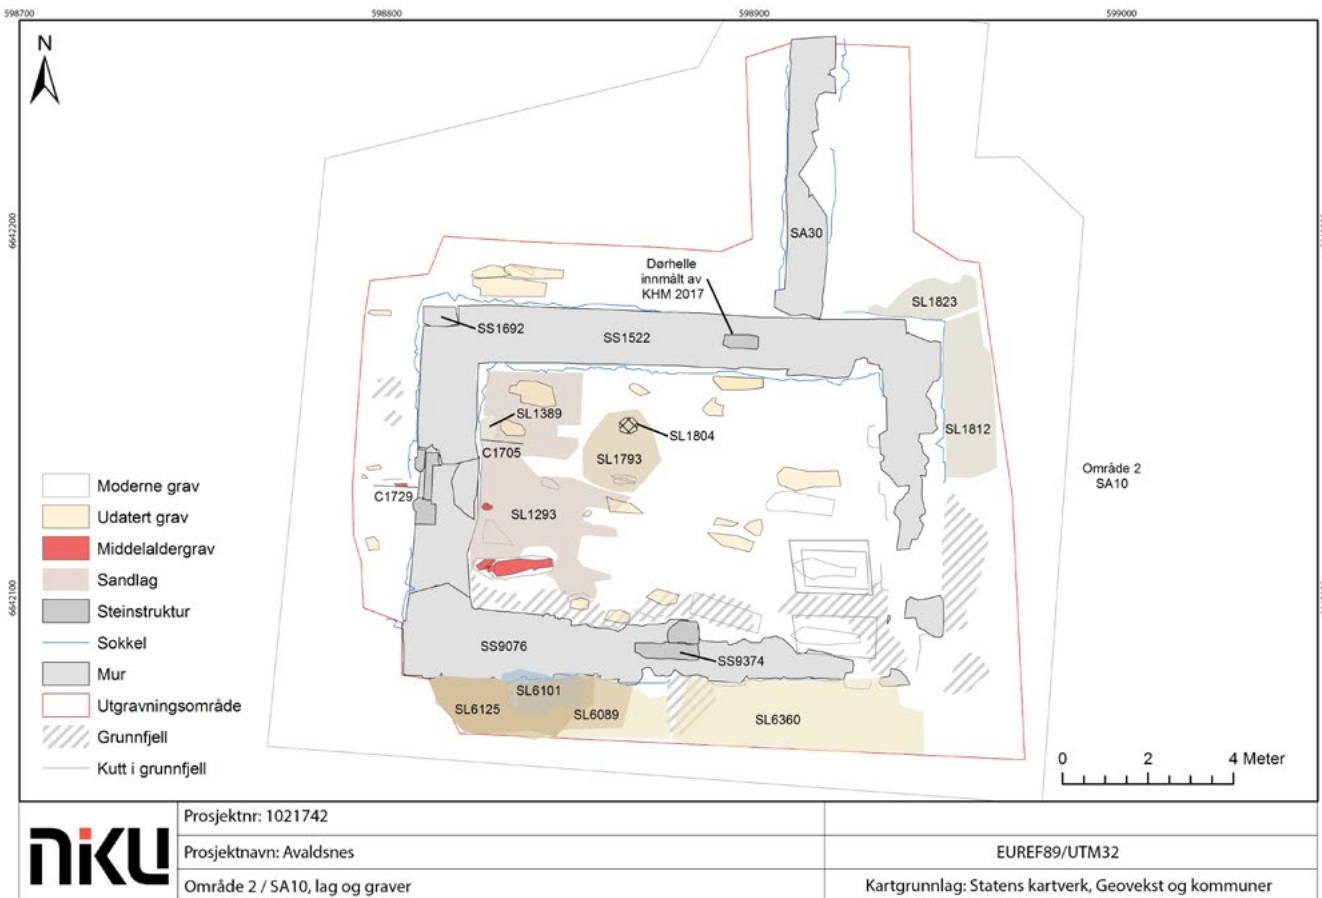 598700
598800
598900
599000
N
6642200
6642100
SA30
Dørhelle
innmålt av
KHM 2017
SL1823
SS1692
SS1522
SL1389
SL1804
SL1812
C1705
SL1793
Område 2
SA10
C1729
SL1293
Moderne grav
Udatert grav
Middelaldergrav
Sandlag
Steinstruktur
Sokkel
Mur
Utgravningsområde
Grunnfjell
Kutt i grunnfjell
SS9076
SS9374
SL6101
SL6125
SL6089
SL6360
0 2 4 Meter
NIKU
Prosjektnr: 1021742
Prosjektnavn: Avaldsnes
EUREF89/UTM32
Område 2 / SA10, lag og graver
Kartgrunnlag: Statens kartverk, Geovekst og kommuner